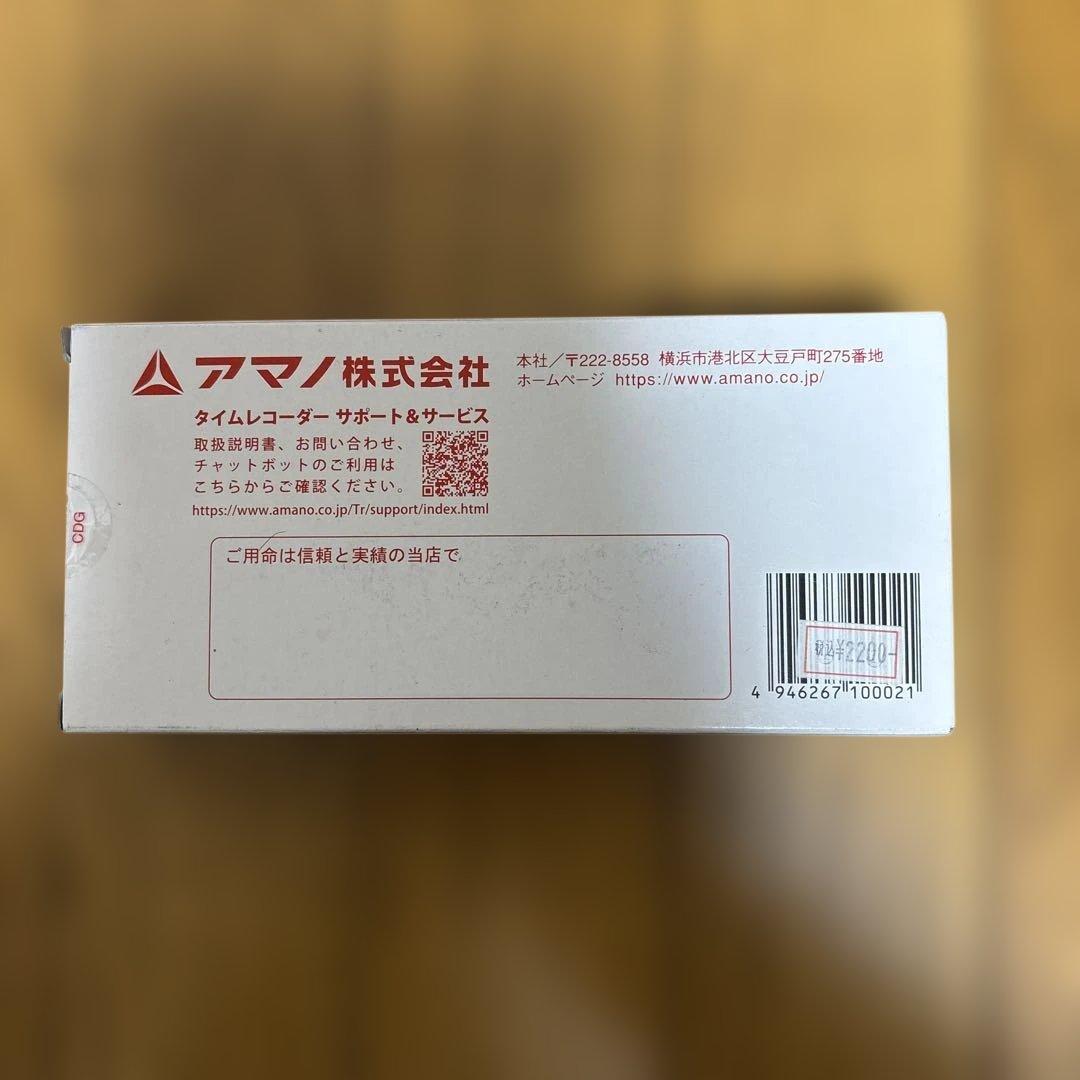 アマノ株式会社
本社／〒222-8558 横浜市港北区大豆戸町275番地
ホームページ https://www.amano.co.jp/
タイムレコーダー サポート＆サービス
取扱説明書、お問い合わせ、
チャットボットのご利用は
こちらからご確認ください。
https://www.amano.co.jp/Tr/support/index.html
CDG
ご用命は信頼と実績の当店で
税込¥2200-
4 946267 100021